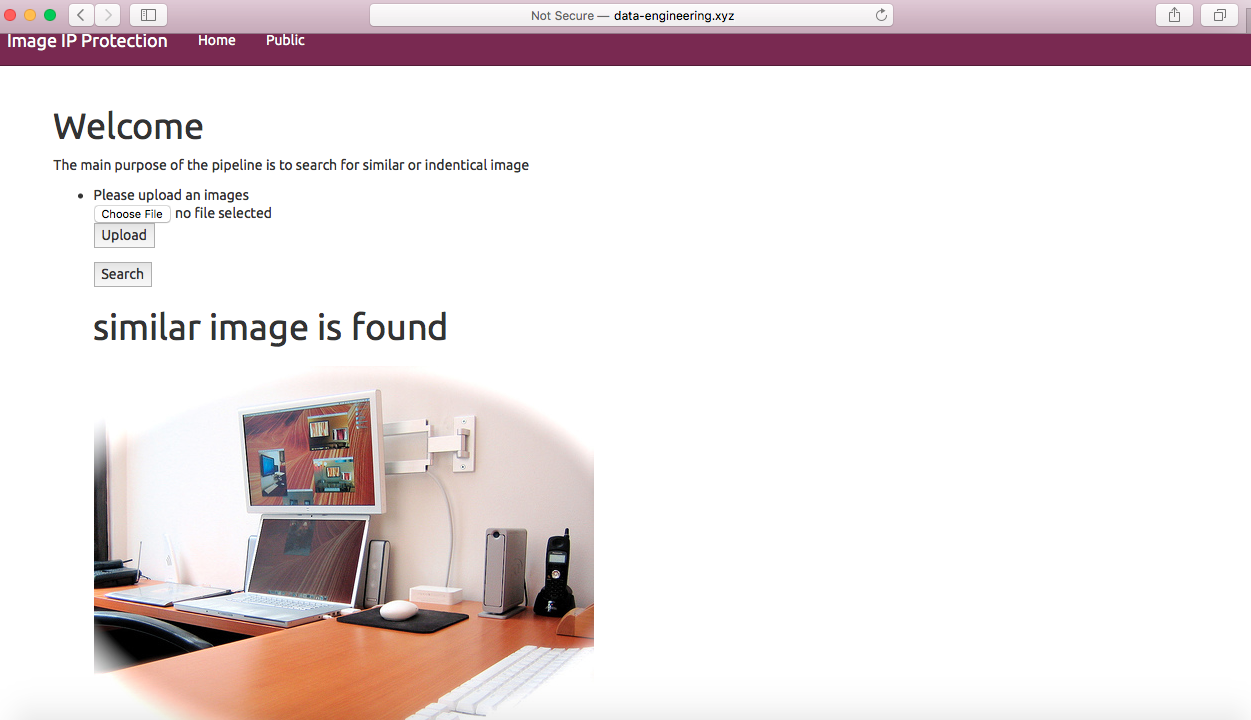 Not Secure — data-engineering.xyz
Image IP Protection Home Public
Welcome
The main purpose of the pipeline is to search for similar or indentical image
• Please upload an images
Choose File no file selected
Upload
Search
similar image is found